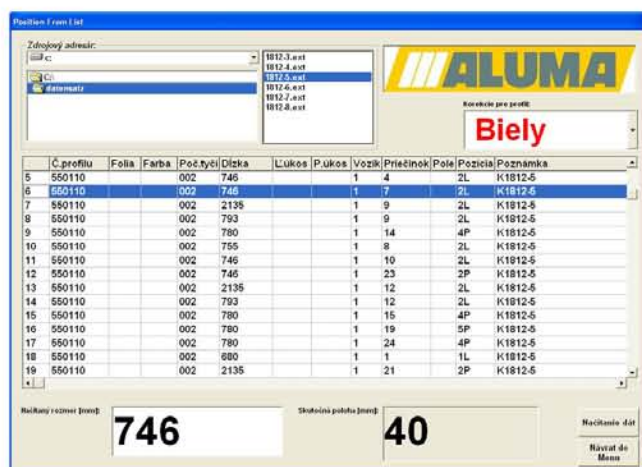 Position From List
Zdrojový adresár:
c:
C:\
datensatz
1812-3.ext
1812-4.ext
1812-5.ext
1812-6.ext
1812-7.ext
1812-8.ext
ALUMA
Korekcie pre profil:
Biely
Č.profilu Folia Farba Poč.tyčí Dĺzka Ľ.úkos P.úkos Vozik Priečinok Pole Pozícia Poznámka
5 550110 002 746 1 4 2L K1812-5
6 550110 002 746 1 7 2L K1812-5
7 550110 002 2135 1 9 2L K1812-5
8 550110 002 793 1 9 2L K1812-5
9 550110 002 780 1 14 4P K1812-5
10 550110 002 755 1 8 2L K1812-5
11 550110 002 746 1 10 2L K1812-5
12 550110 002 746 1 23 2P K1812-5
13 550110 002 2135 1 12 2L K1812-5
14 550110 002 793 1 12 2L K1812-5
15 550110 002 780 1 15 4P K1812-5
16 550110 002 780 1 19 5P K1812-5
17 550110 002 780 1 24 4P K1812-5
18 550110 002 680 1 1 1L K1812-5
19 550110 002 2135 1 21 2P K1812-5
rozmer [mm]:
746
Skutočná poloha [mm]:
40
Načítanie dát
Návrat do
Menu